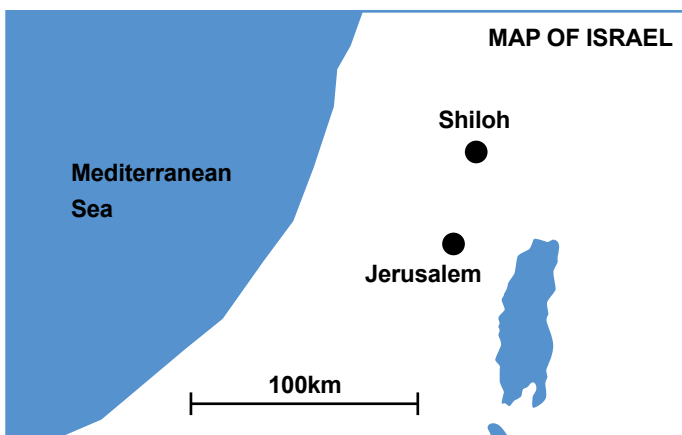 MAP OF ISRAEL
Shiloh
Mediterranean
Sea
Jerusalem
100km